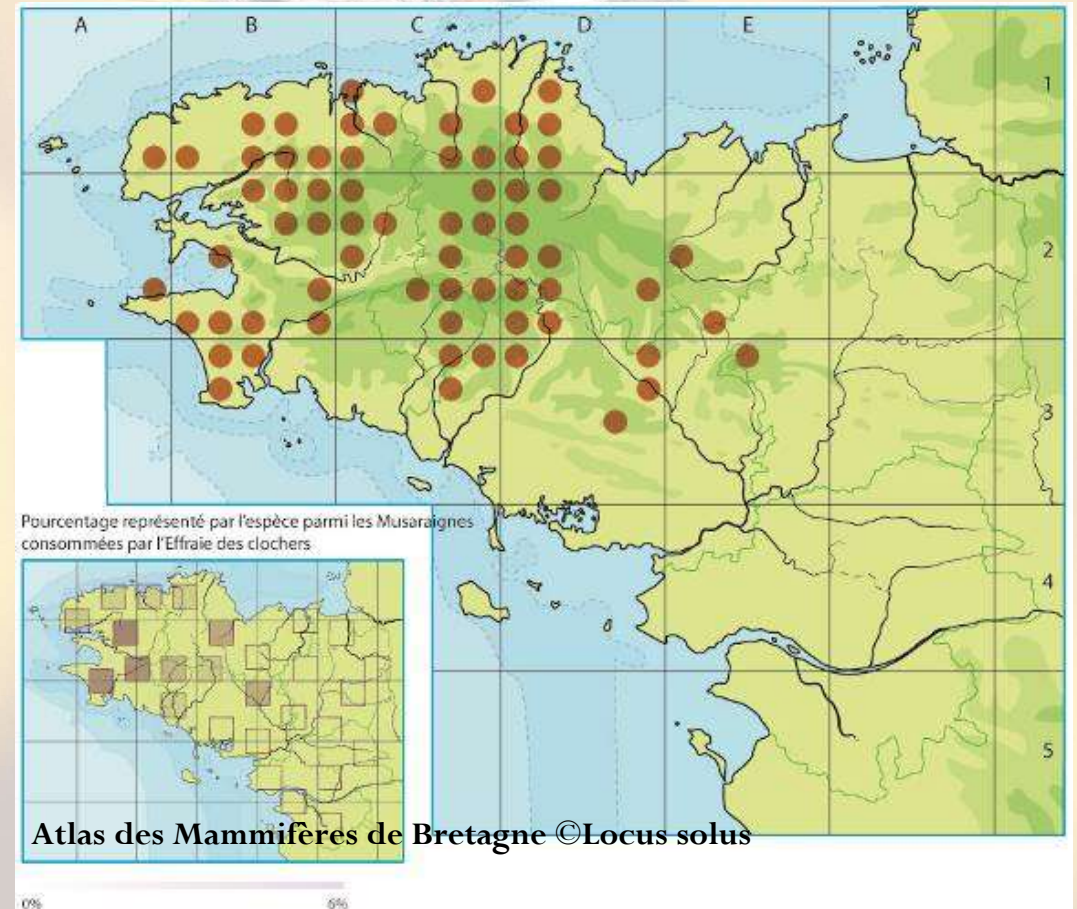 A B C D E
1
2
3
Pourcentage représenté par l'espèce parmi les Musaraignes
consommées par l'Effraie des clochers
4
5
Atlas des Mammifères de Bretagne ©Locus solus
0% 6%